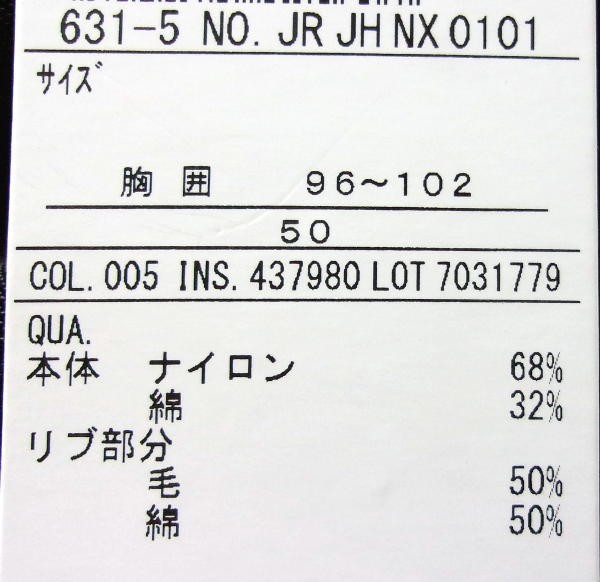 631-5 NO. JR JH NX 0101
サイズ
胸囲 96~102
50
COL. 005 INS. 437980 LOT 7031779
QUA.
本体 ナイロン 68%
綿 32%
リブ部分
毛 50%
綿 50%